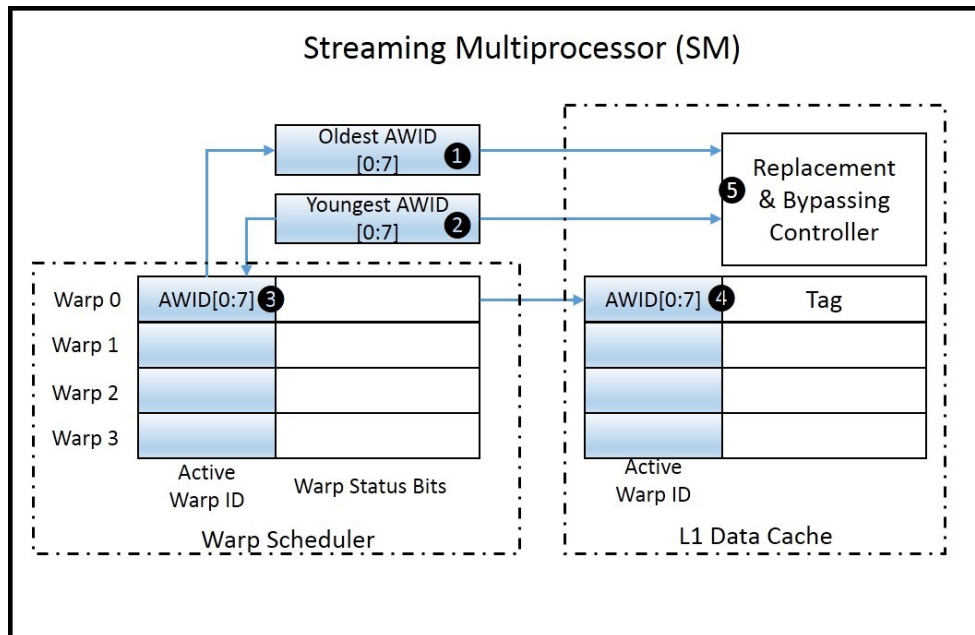 Streaming Multiprocessor (SM)
Oldest AWID
[0:7]
1
Youngest AWID
[0:7]
2
Replacement
& Bypassing
Controller
5
Warp 0
AWID[0:7]
3
AWID[0:7]
4
Tag
Warp 1
Warp 2
Warp 3
Active
Warp ID
Warp Status Bits
Active
Warp ID
Warp Scheduler
L1 Data Cache